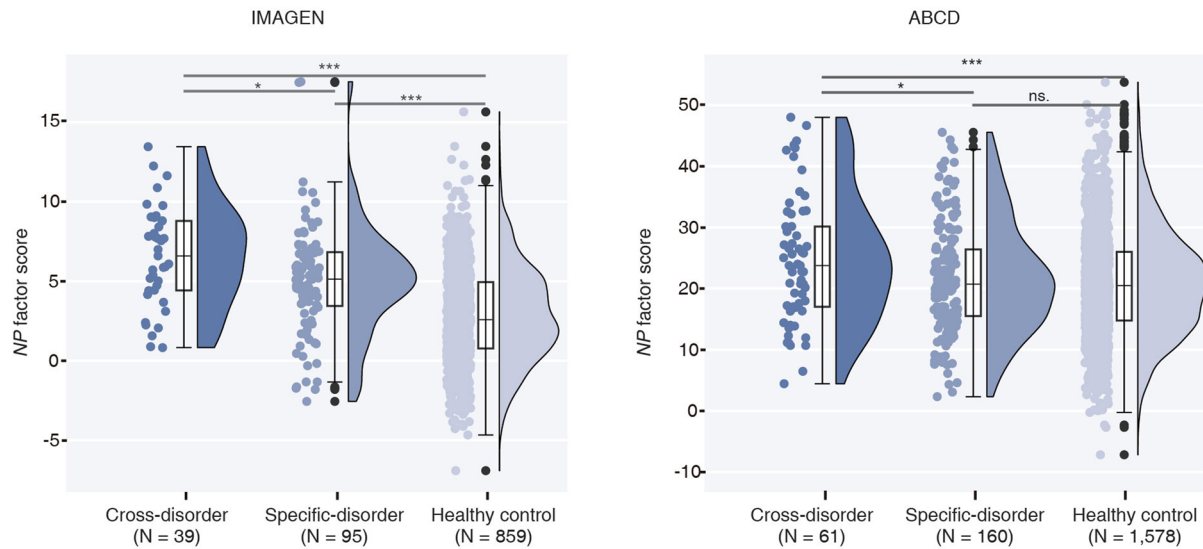 IMAGEN
***
*
***
NP factor score
15
10
5
0
-5
Cross-disorder
(N = 39)
Specific-disorder
(N = 95)
Healthy control
(N = 859)
ABCD
***
*
ns.
NP factor score
50
40
30
20
10
0
-10
Cross-disorder
(N = 61)
Specific-disorder
(N = 160)
Healthy control
(N = 1,578)